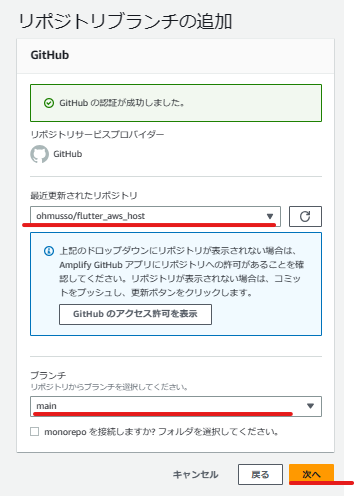 リポジトリブランチの追加
GitHub
GitHub の認証が成功しました。
リポジトリサービスプロバイダー
GitHub
最近更新されたリポジトリ
ohmusso/flutter_aws_host
上記のドロップダウンにリポジトリが表示されない場合は、
Amplify GitHub アプリにリポジトリへの許可があることを確
認してください。リポジトリが表示されない場合は、コミッ
トをプッシュし、更新ボタンをクリックします。
GitHub のアクセス許可を表示
ブランチ
リポジトリからブランチを選択してください。
main
monorepo を接続しますか? フォルダを選択してください。
キャンセル
戻る
次へ